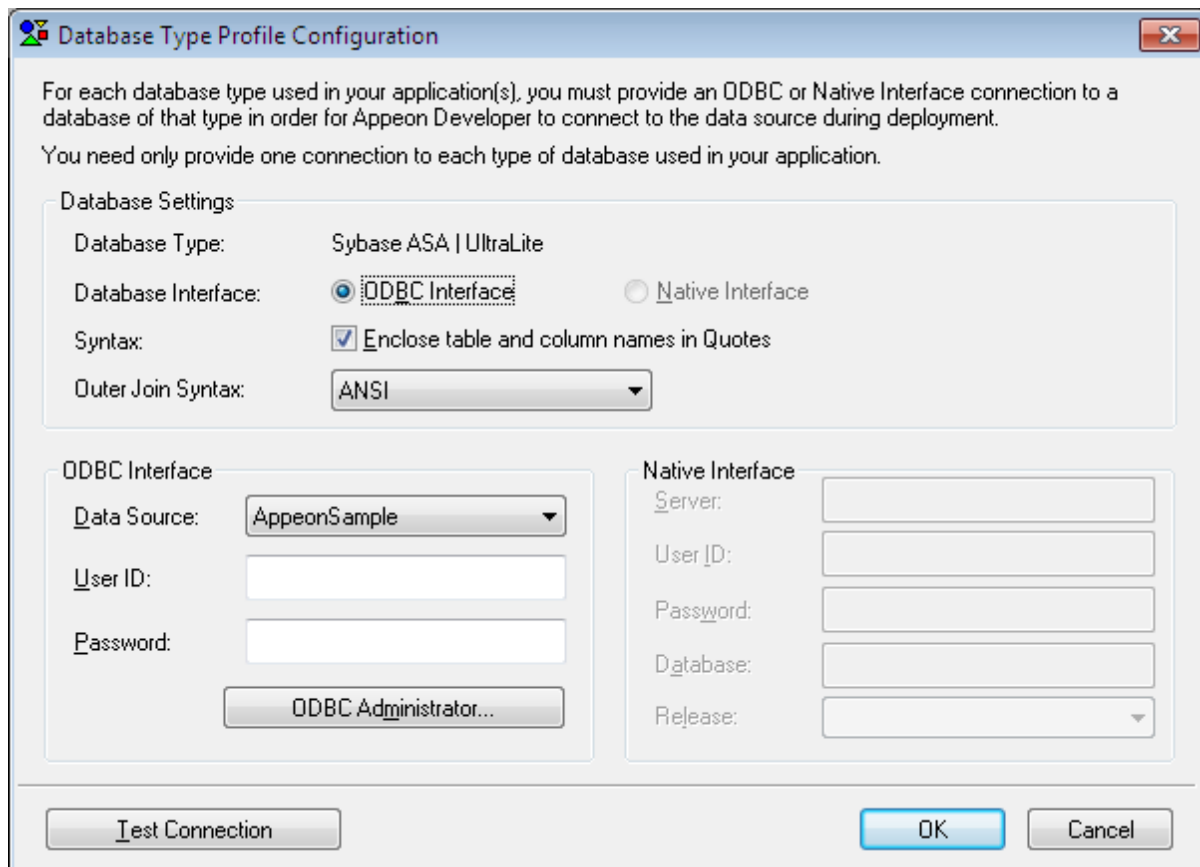 Database Type Profile Configuration
For each database type used in your application(s), you must provide an ODBC or Native Interface connection to a
database of that type in order for Appeon Developer to connect to the data source during deployment.
You need only provide one connection to each type of database used in your application.
Database Settings
Database Type: Sybase ASA | UltraLite
Database Interface: ODBC Interface Native Interface
Syntax: Enclose table and column names in Quotes
Outer Join Syntax: ANSI
ODBC Interface
Data Source: AppeonSample
User ID:
Password:
ODBC Administrator...
Native Interface
Server:
User ID:
Password:
Database:
Release:
Test Connection
OK
Cancel